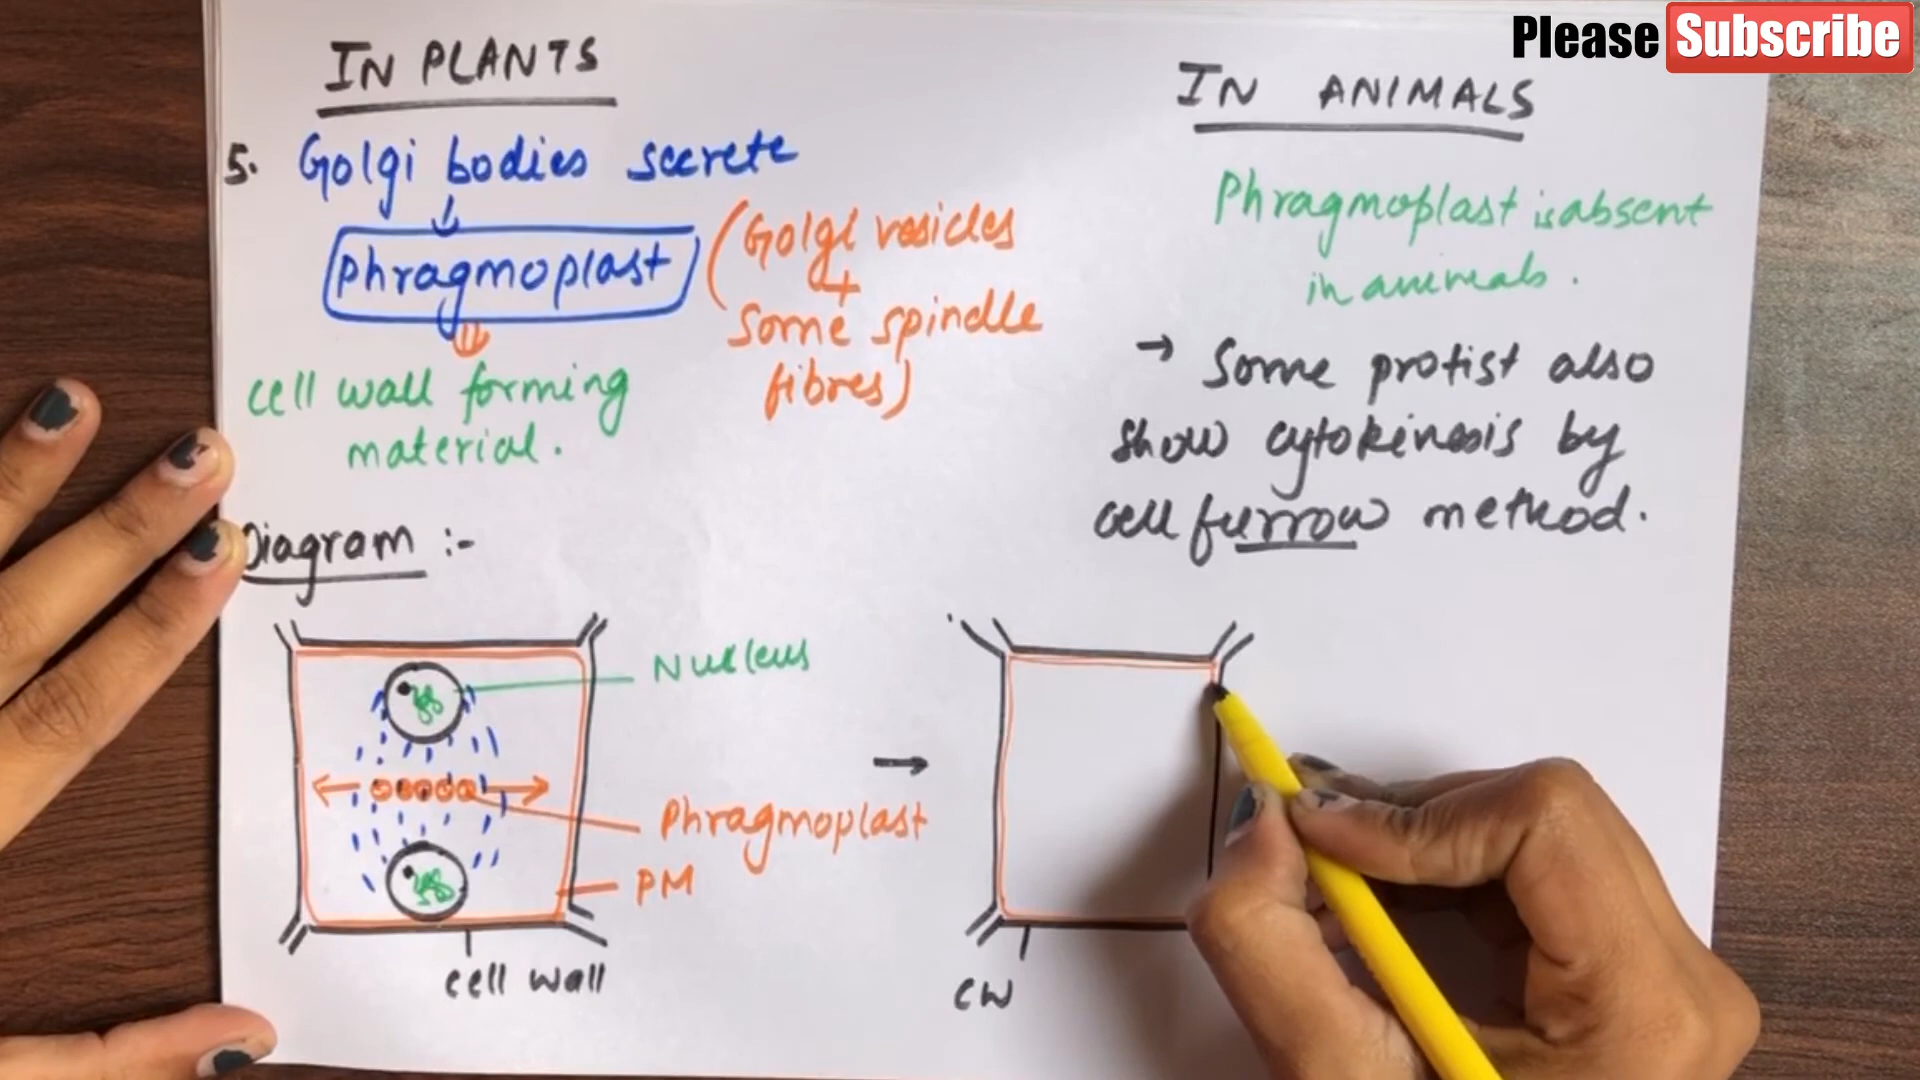 Please Subscribe
IN PLANTS
5. Golgi bodies secrete
Phragmoplast
(Golgi vesicles
+
Some spindle
fibres)
cell wall forming
material.
Diagram :-
Nucleus
Phragmoplast
PM
cell wall
IN ANIMALS
Phragmoplast is absent
in animals.
→ Some protist also
show cytokinesis by
cell furrow method.
→
CW